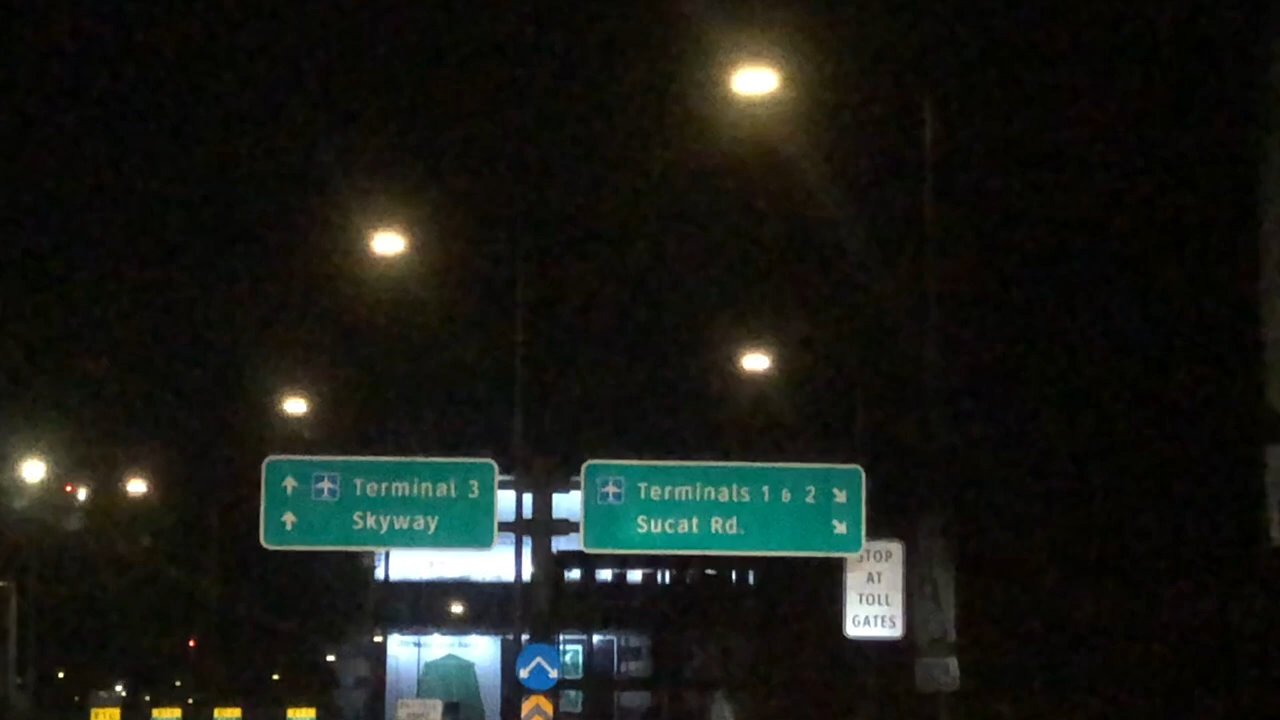 Terminal 3
Skyway
Terminals 1 & 2
Sucat Rd.
STOP
AT
TOLL
GATES